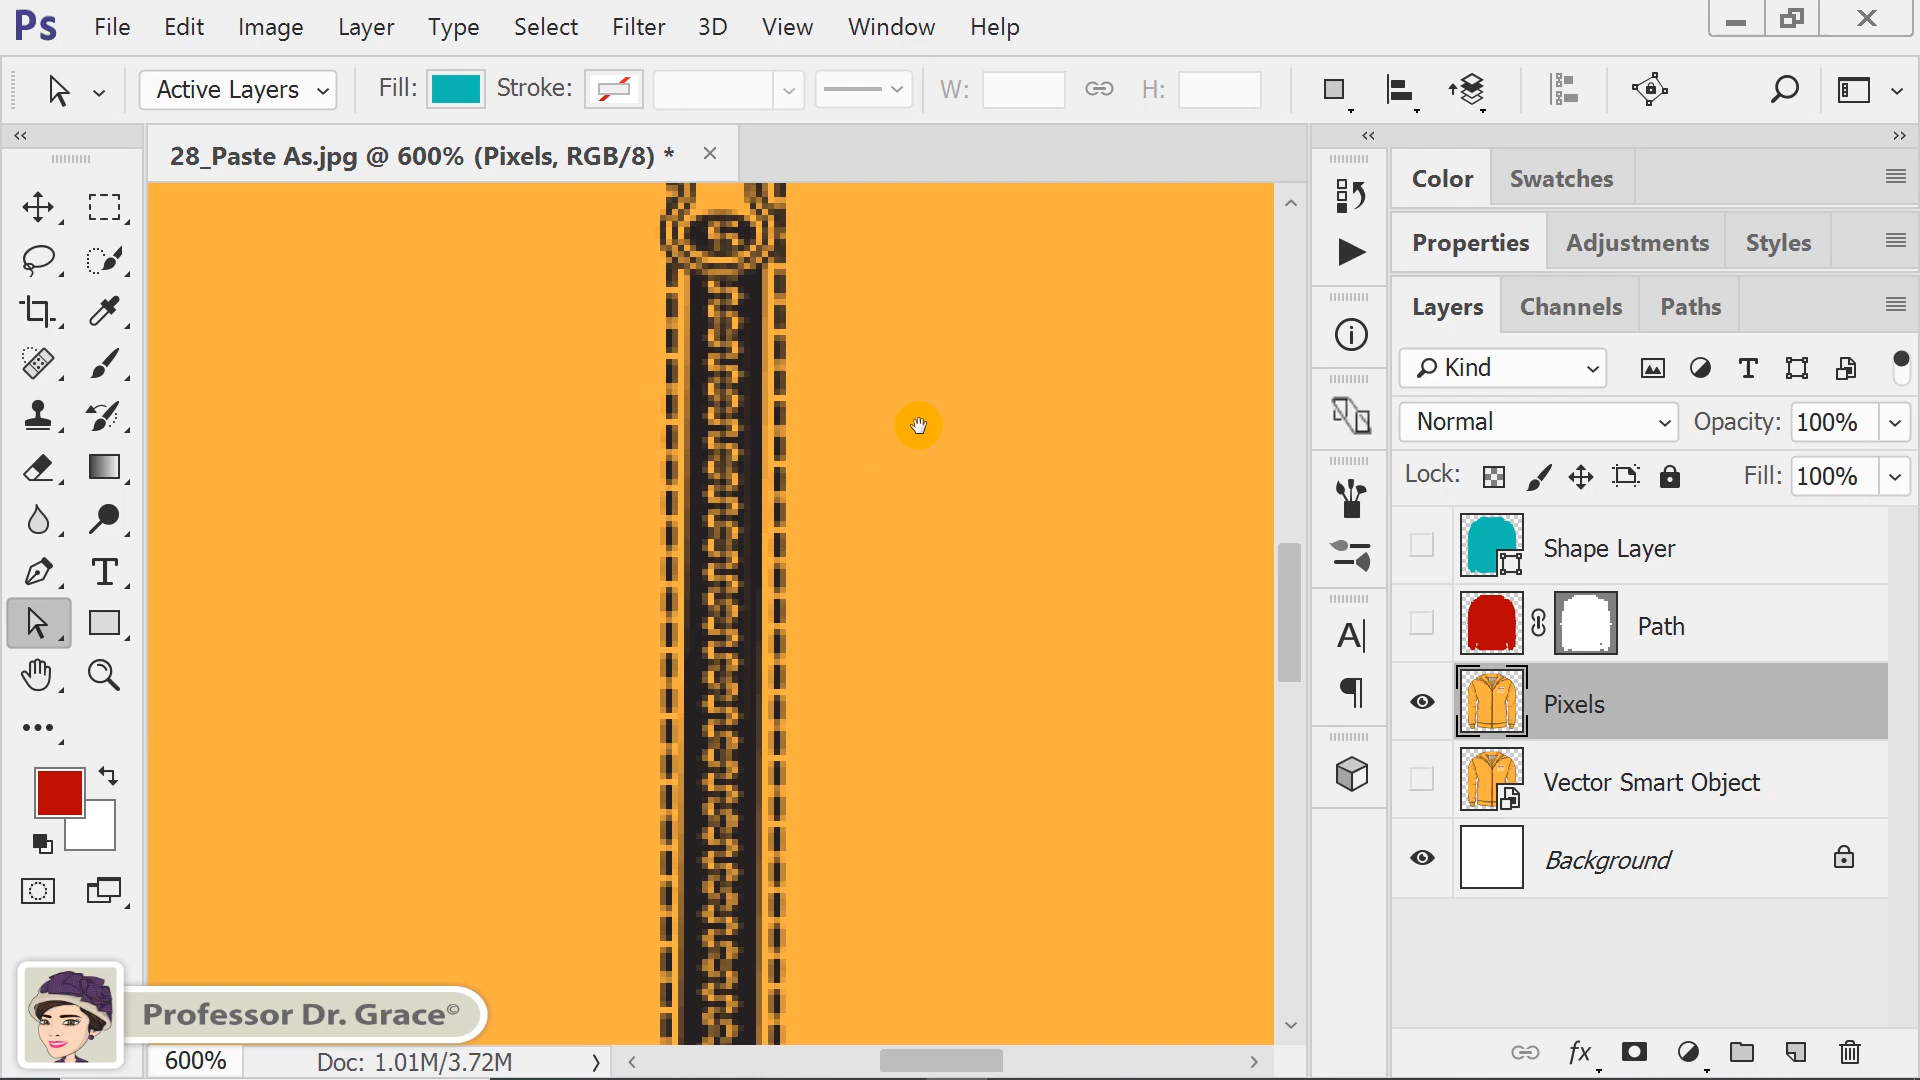 Ps File Edit Image Layer Type Select Filter 3D View Window Help
Active Layers Fill: Stroke: W: H:
28_Paste As.jpg @ 600% (Pixels, RGB/8) *
Color Swatches
Properties Adjustments Styles
Layers Channels Paths
Kind
Normal Opacity: 100%
Lock: Fill: 100%
Shape Layer
Path
Pixels
Vector Smart Object
Background
Professor Dr. Grace©
600% Doc: 1.01M/3.72M
fx